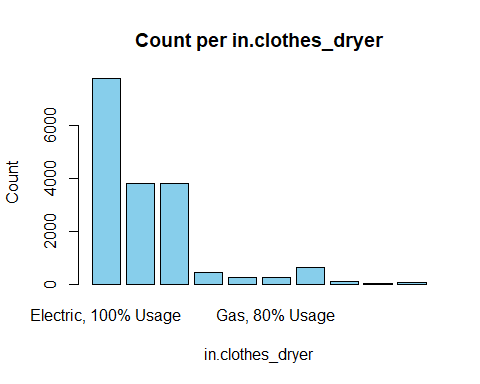 Count per in.clothes_dryer
Count
6000
4000
2000
0
Electric, 100% Usage
Gas, 80% Usage
in.clothes_dryer